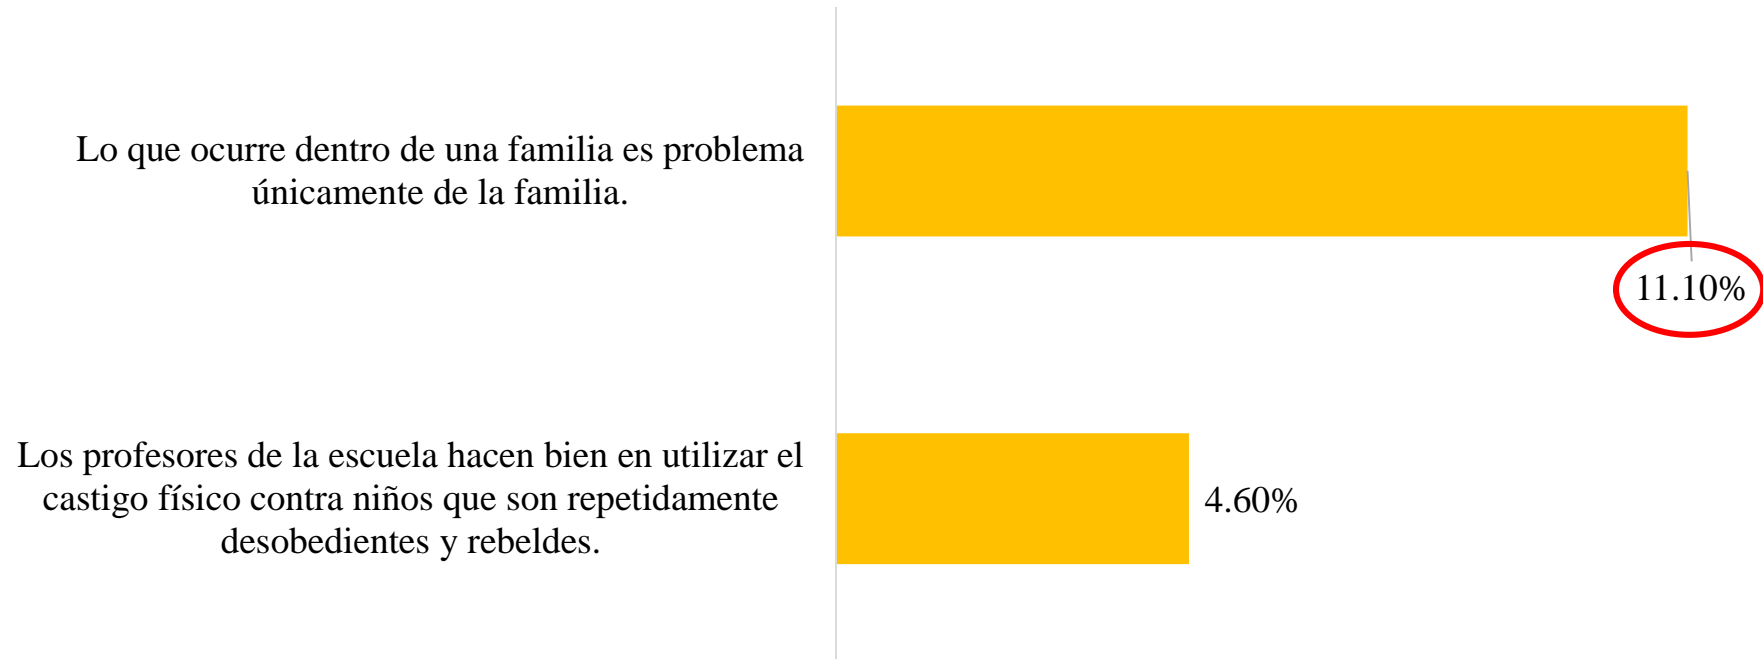 Lo que ocurre dentro de una familia es problema
únicamente de la familia.
11.10%
Los profesores de la escuela hacen bien en utilizar el
castigo físico contra niños que son repetidamente
desobedientes y rebeldes.
4.60%